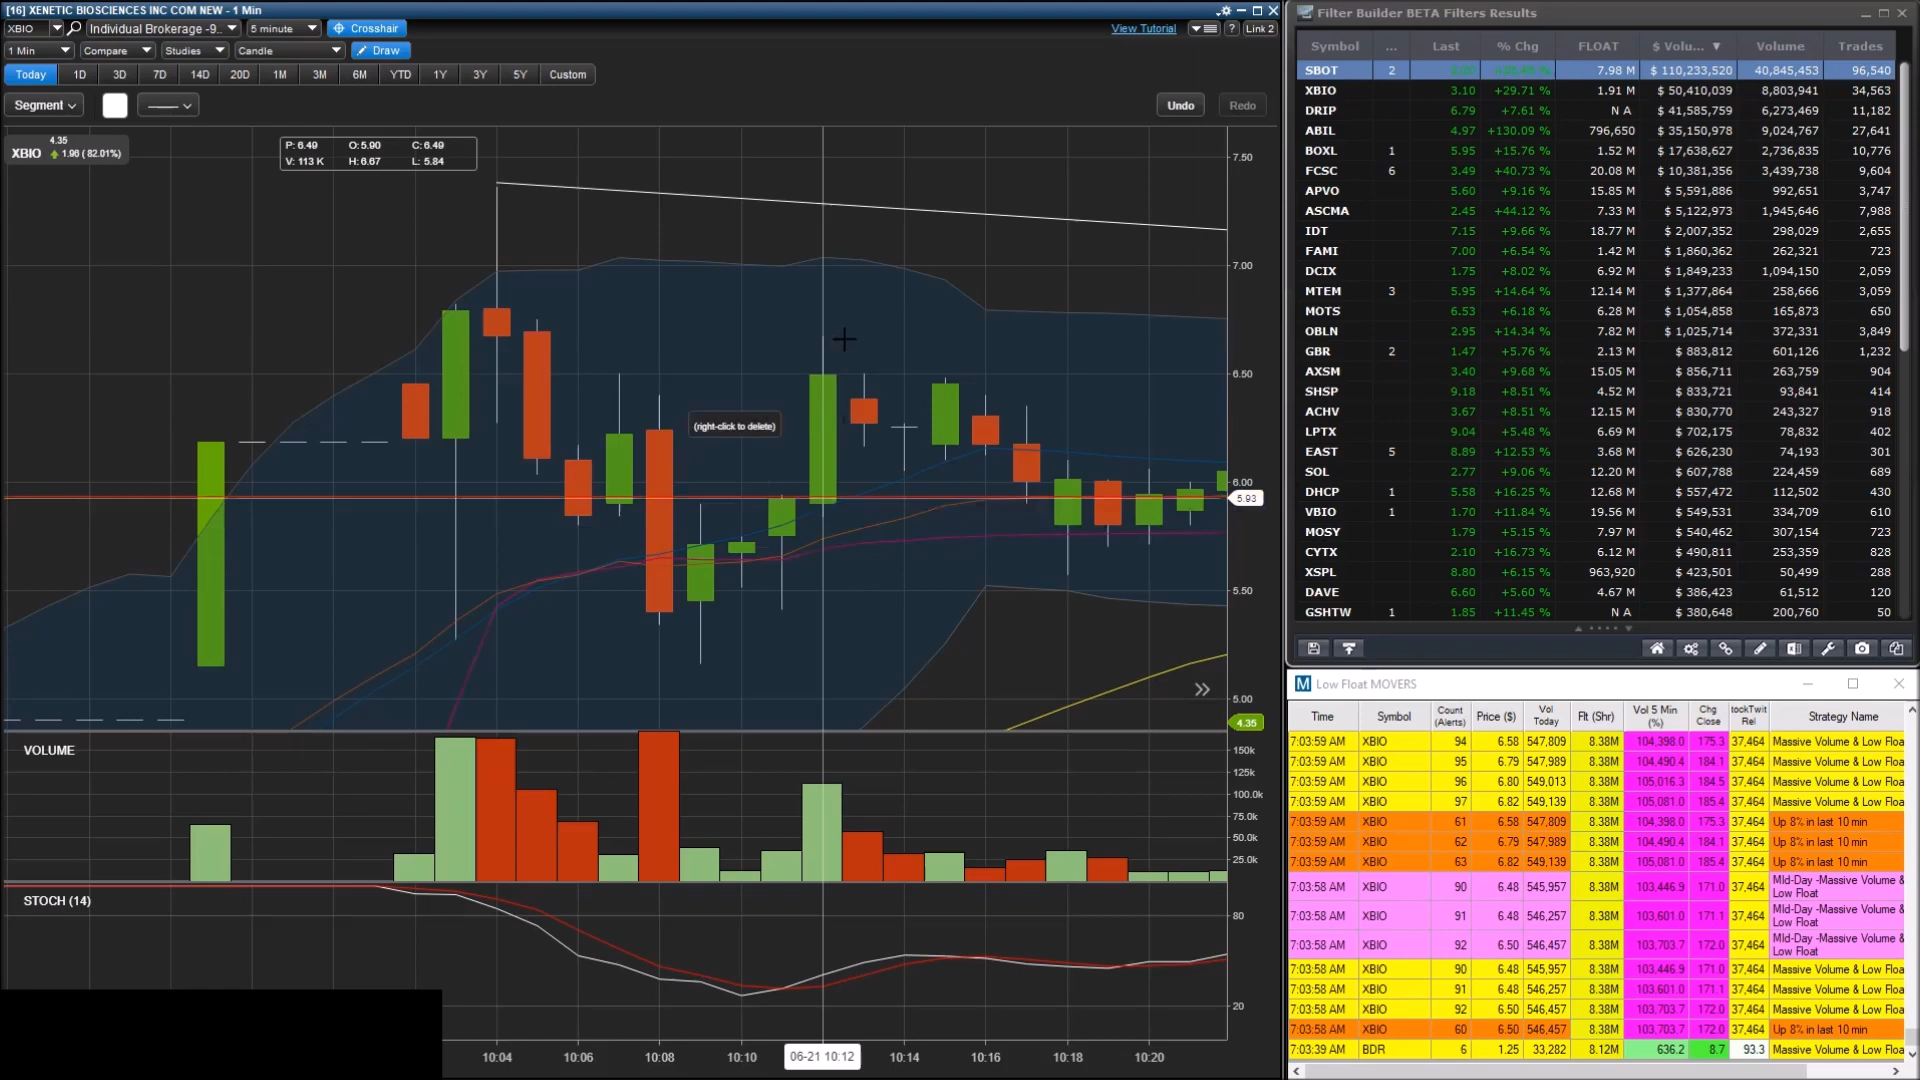 [16] XENETIC BIOSCIENCES INC COM NEW - 1 Min
XBIO Individual Brokerage -9.. 5 minute Crosshair View Tutorial ? Link 2
1 Min Compare Studies Candle Draw
Today 1D 3D 7D 14D 20D 1M 3M 6M YTD 1Y 3Y 5Y Custom
Segment Undo Redo
4.35
XBIO 1.96 ( 82.01%)
P: 6.49 O: 5.90 C: 6.49
V: 113 K H: 6.67 L: 5.84
7.50
7.00
6.50
(right-click to delete)
6.00
5.93
5.50
5.00
4.35
VOLUME
150k
125k
100.0k
75.0k
50.0k
25.0k
STOCH (14)
80
20
10:04 10:06 10:08 10:10 06-21 10:12 10:14 10:16 10:18 10:20
Filter Builder BETA Filters Results
Symbol ... Last % Chg FLOAT $ Volu... ▼ Volume Trades
SBOT 2 7.98 M $ 110,233,520 40,845,453 96,540
XBIO 3.10 +29.71 % 1.91 M $ 50,410,039 8,803,941 34,563
DRIP 6.79 +7.61 % N A $ 41,585,759 6,273,469 11,182
ABIL 4.97 +130.09 % 796,650 $ 35,150,978 9,024,767 27,641
BOXL 1 5.95 +15.76 % 1.52 M $ 17,638,627 2,736,835 10,776
FCSC 6 3.49 +40.73 % 20.08 M $ 10,381,356 3,439,738 9,604
APVO 5.60 +9.16 % 15.85 M $ 5,591,886 992,651 3,747
ASCMA 2.45 +44.12 % 7.33 M $ 5,122,973 1,945,646 7,988
IDT 7.15 +9.66 % 18.77 M $ 2,007,352 298,029 2,655
FAMI 7.00 +6.54 % 1.42 M $ 1,860,362 262,321 723
DCIX 1.75 +8.02 % 6.92 M $ 1,849,233 1,094,150 2,059
MTEM 3 5.95 +14.64 % 12.14 M $ 1,377,864 258,666 3,059
MOTS 6.53 +6.18 % 6.28 M $ 1,054,858 165,873 650
OBLN 2.95 +14.34 % 7.82 M $ 1,025,714 372,331 3,849
GBR 2 1.47 +5.76 % 2.13 M $ 883,812 601,126 1,232
AXSM 3.40 +9.68 % 15.05 M $ 856,711 263,759 904
SHSP 9.18 +8.51 % 4.52 M $ 833,721 93,841 414
ACHV 3.67 +8.51 % 12.15 M $ 830,770 243,327 918
LPTX 9.04 +5.48 % 6.69 M $ 702,175 78,832 402
EAST 5 8.89 +12.53 % 3.68 M $ 626,230 74,193 301
SOL 2.77 +9.06 % 12.20 M $ 607,788 224,459 689
DHCP 1 5.58 +16.25 % 12.68 M $ 557,472 112,502 430
VBIO 1 1.70 +11.84 % 19.56 M $ 549,531 334,709 610
MOSY 1.79 +5.15 % 7.97 M $ 540,462 307,154 723
CYTX 2.10 +16.73 % 6.12 M $ 490,811 253,359 828
XSPL 8.80 +6.15 % 963,920 $ 423,501 50,499 288
DAVE 6.60 +5.60 % 4.67 M $ 386,423 61,512 120
GSHTW 1 1.85 +11.45 % N A $ 380,648 200,760 50
M Low Float MOVERS
Time Symbol Count (Alerts) Price ($) Vol Today Flt (Shr) Vol 5 Min (%) Chg Close tockTwit Rel Strategy Name
7:03:59 AM XBIO 94 6.58 547,809 8.38M 104,398.0 175.3 37,464 Massive Volume & Low Floa
7:03:59 AM XBIO 95 6.79 547,989 8.38M 104,490.4 184.1 37,464 Massive Volume & Low Floa
7:03:59 AM XBIO 96 6.80 549,013 8.38M 105,016.3 184.5 37,464 Massive Volume & Low Floa
7:03:59 AM XBIO 97 6.82 549,139 8.38M 105,081.0 185.4 37,464 Massive Volume & Low Floa
7:03:59 AM XBIO 61 6.58 547,809 8.38M 104,398.0 175.3 37,464 Up 8% in last 10 min
7:03:59 AM XBIO 62 6.79 547,989 8.38M 104,490.4 184.1 37,464 Up 8% in last 10 min
7:03:59 AM XBIO 63 6.82 549,139 8.38M 105,081.0 185.4 37,464 Up 8% in last 10 min
7:03:58 AM XBIO 90 6.48 545,957 8.38M 103,446.9 171.0 37,464 MId-Day -Massive Volume & Low Float
7:03:58 AM XBIO 91 6.48 546,257 8.38M 103,601.0 171.1 37,464 MId-Day -Massive Volume & Low Float
7:03:58 AM XBIO 92 6.50 546,457 8.38M 103,703.7 172.0 37,464 MId-Day -Massive Volume & Low Float
7:03:58 AM XBIO 90 6.48 545,957 8.38M 103,446.9 171.0 37,464 Massive Volume & Low Floa
7:03:58 AM XBIO 91 6.48 546,257 8.38M 103,601.0 171.1 37,464 Massive Volume & Low Floa
7:03:58 AM XBIO 92 6.50 546,457 8.38M 103,703.7 172.0 37,464 Massive Volume & Low Floa
7:03:58 AM XBIO 60 6.50 546,457 8.38M 103,703.7 172.0 37,464 Up 8% in last 10 min
7:03:39 AM BDR 6 1.25 33,282 8.12M 636.2 8.7 93.3 Massive Volume & Low Floa